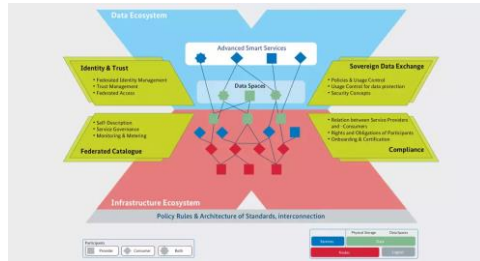 Data Ecosystem
Advanced Smart Services
Identity & Trust
• Federated Identity Management
• Trust Management
• Federated Access
Sovereign Data Exchange
• Policies & Usage Control
• Usage Control for data protection
• Security Concepts
Data Spaces
• Self-Description
• Service Governance
• Monitoring & Metering
Federated Catalogue
• Relation between Service Providers
and -Consumers
• Rights and Obligations of Participants
• Onboarding & Certification
Compliance
Infrastructure Ecosystem
Policy Rules & Architecture of Standards, interconnection
Participants
Provider
Consumer
Both
Physical Storage
Data Spaces
Services
Data
Nodes